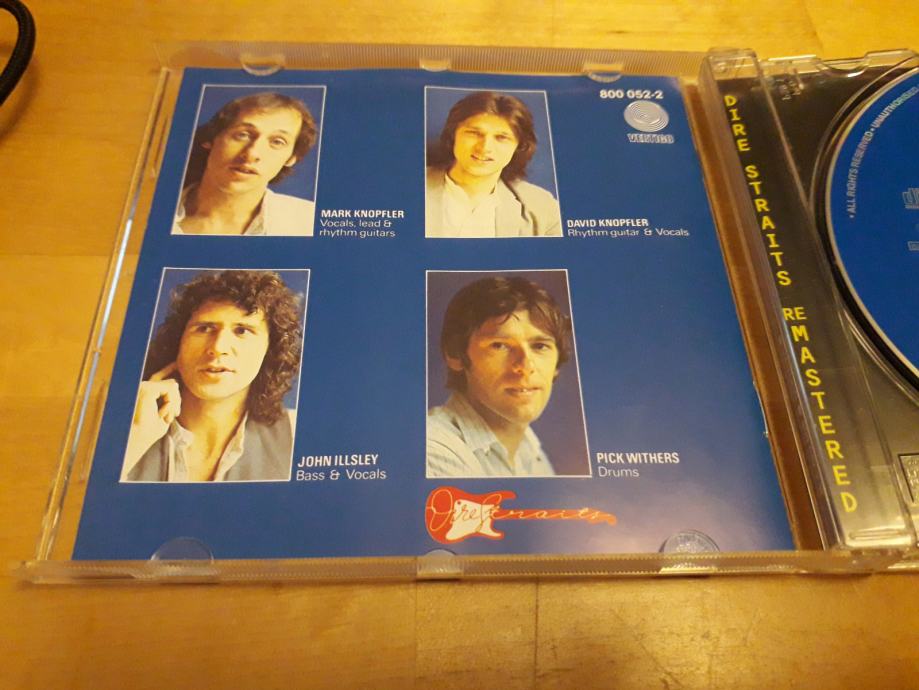 800 052-2
VERTIGO
MARK KNOPFLER
Vocals, lead &
rhythm guitars
DAVID KNOPFLER
Rhythm guitar & Vocals
JOHN ILLSLEY
Bass & Vocals
PICK WITHERS
Drums
Dire Straits
DIRE STRAITS REMASTERED
• ALL RIGHTS RESERVED • UNAUTHORISED